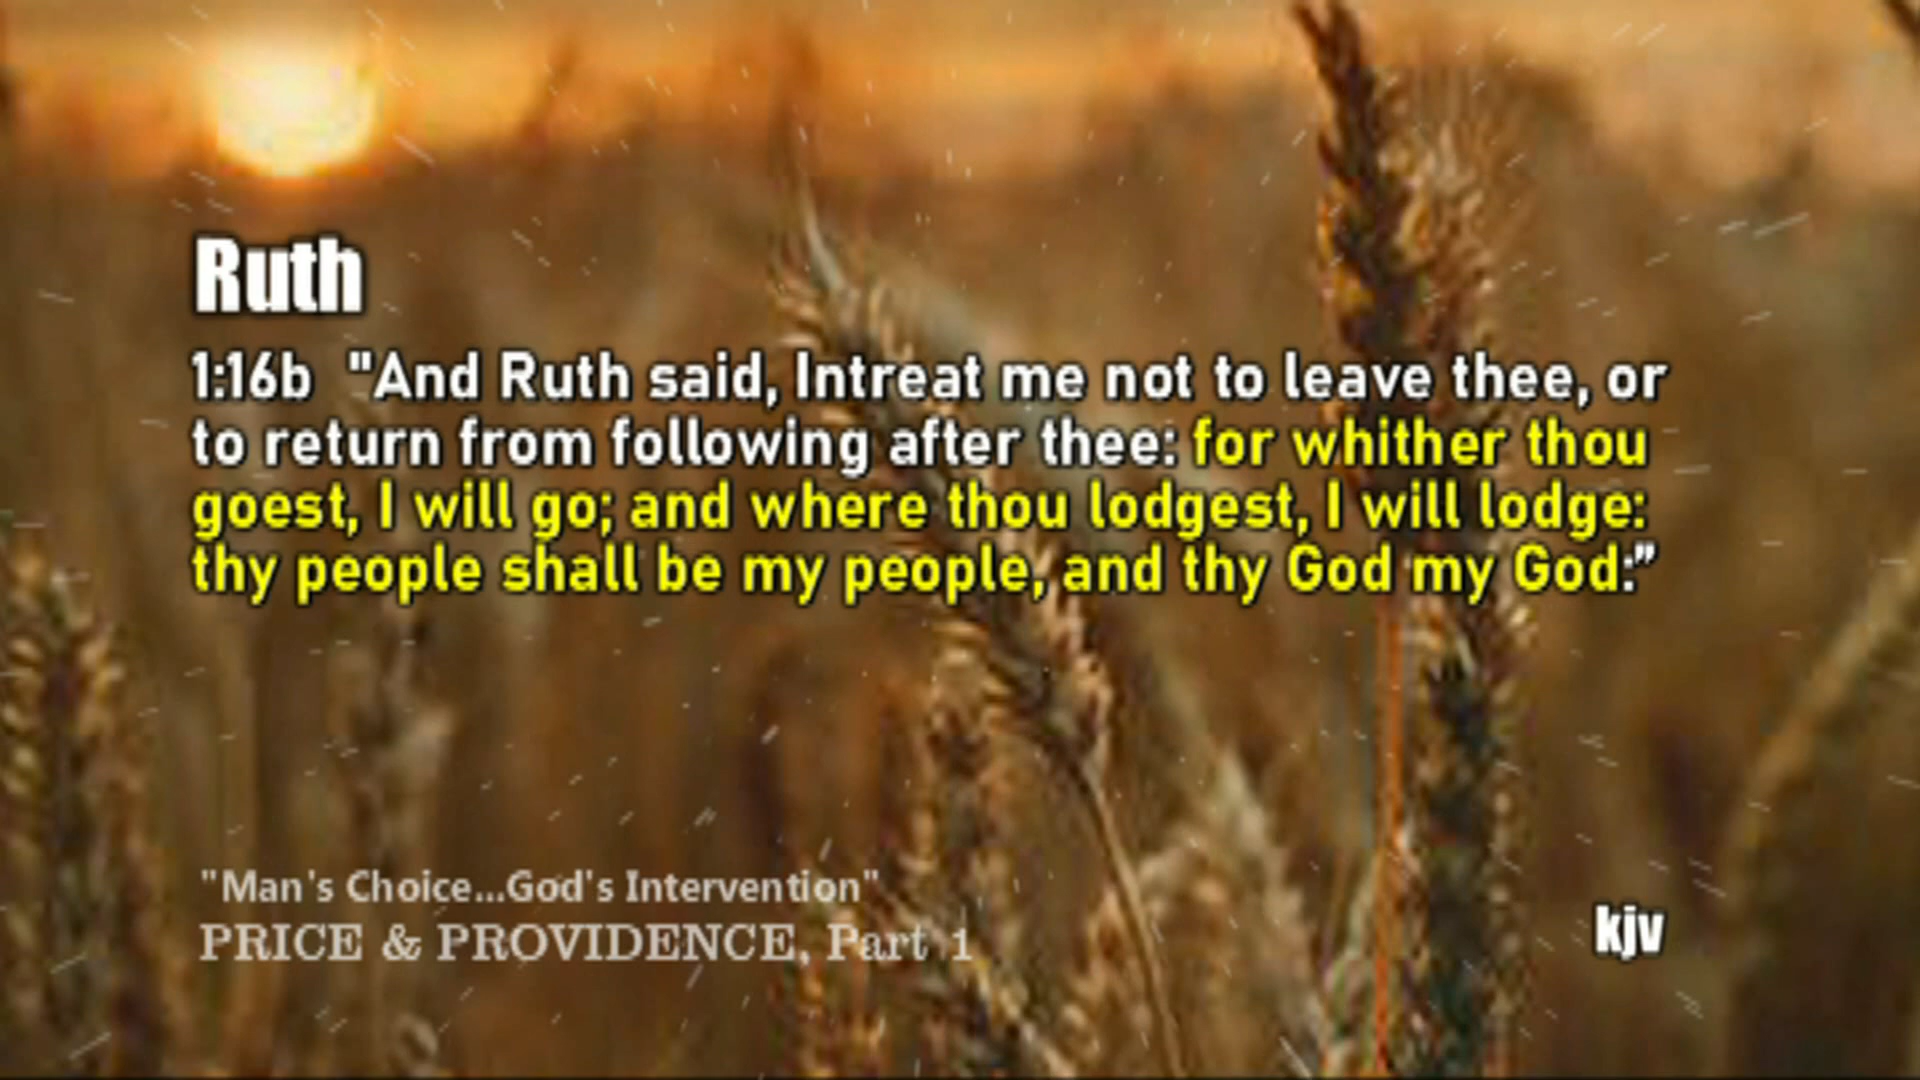 Ruth
1:16b "And Ruth said, Intreat me not to leave thee, or
to return from following after thee: for whither thou
goest, I will go; and where thou lodgest, I will lodge:
thy people shall be my people, and thy God my God:”
"Man's Choice...God's Intervention"
PRICE & PROVIDENCE, Part 1
kjv